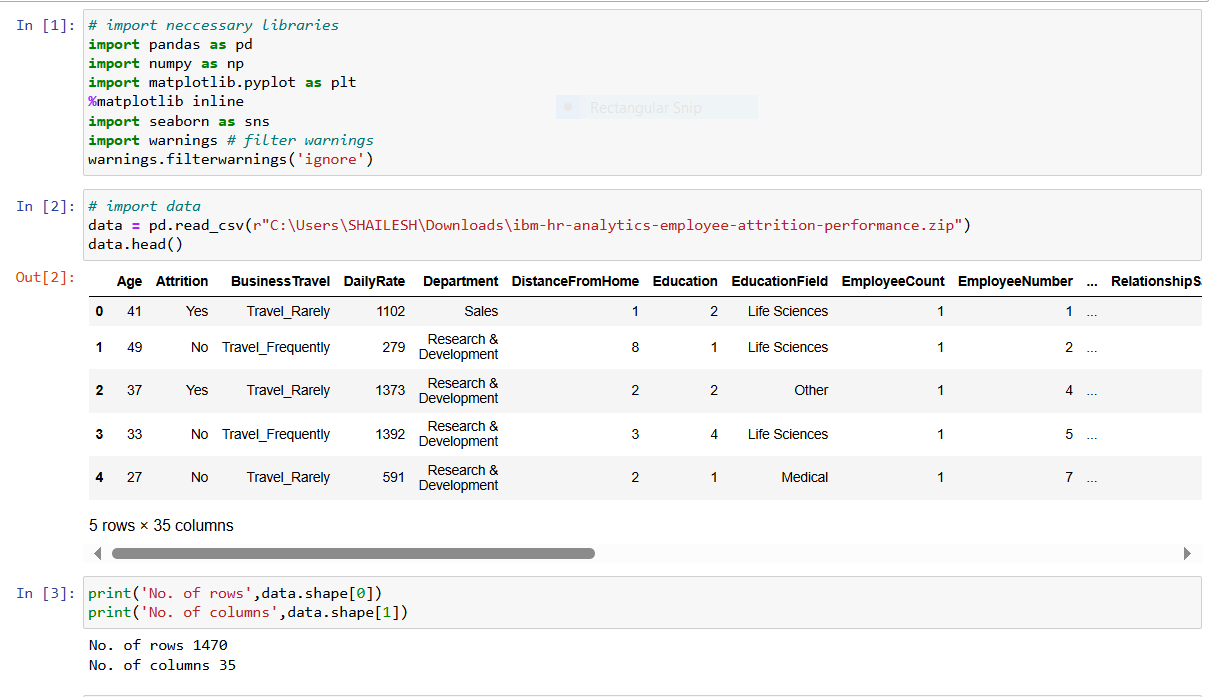 In [1]: # import neccessary libraries
import pandas as pd
import numpy as np
import matplotlib.pyplot as plt
%matplotlib inline
import seaborn as sns
import warnings # filter warnings
warnings.filterwarnings('ignore')
Rectangular Snip
In [2]: # import data
data = pd.read_csv(r"C:\Users\SHAILESH\Downloads\ibm-hr-analytics-employee-attrition-performance.zip")
data.head()
Out[2]: Age Attrition BusinessTravel DailyRate Department DistanceFromHome Education EducationField EmployeeCount EmployeeNumber ... RelationshipS
0 41 Yes Travel_Rarely 1102 Sales 1 2 Life Sciences 1 1 ...
1 49 No Travel_Frequently 279 Research & Development 8 1 Life Sciences 1 2 ...
2 37 Yes Travel_Rarely 1373 Research & Development 2 2 Other 1 4 ...
3 33 No Travel_Frequently 1392 Research & Development 3 4 Life Sciences 1 5 ...
4 27 No Travel_Rarely 591 Research & Development 2 1 Medical 1 7 ...
5 rows × 35 columns
In [3]: print('No. of rows',data.shape[0])
print('No. of columns',data.shape[1])
No. of rows 1470
No. of columns 35